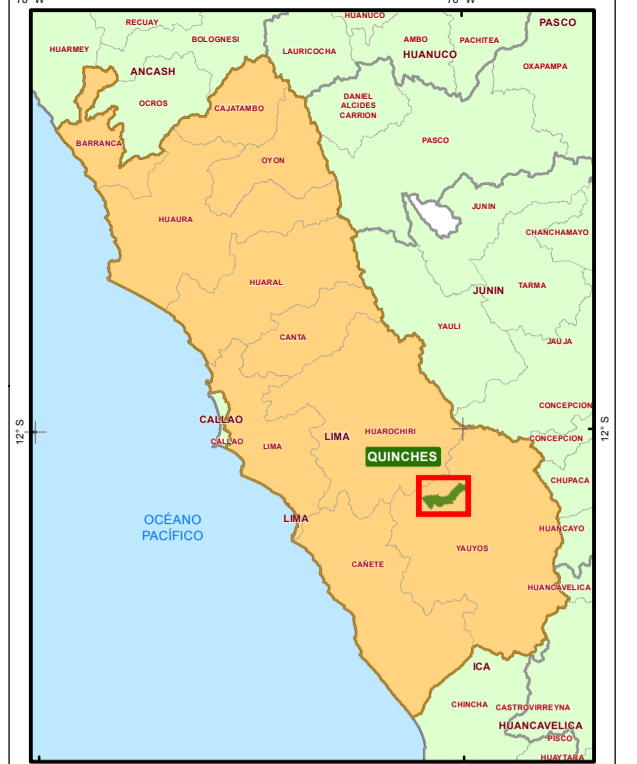 78° W
76° W
RECUAY
HUANUCO
PASCO
HUARMEY
BOLOGNESI
LAURICOCHA
AMBO
PACHITEA
HUANUCO
ANCASH
OXAPAMPA
OCROS
CAJATAMBO
DANIEL
ALCIDES
CARRION
BARRANCA
PASCO
OYON
HUAURA
JUNIN
CHANCHAMAYO
HUARAL
JUNIN
TARMA
CANTA
YAULI
JAUJA
CONCEPCION
CALLAO
12° S
CALLAO
LIMA
LIMA
HUAROCHIRI
CONCEPCION
12° S
QUINCHES
CHUPACA
OCÉANO
PACÍFICO
LIMA
HUANCAYO
YAUYOS
CAÑETE
HUANCAVELICA
ICA
CHINCHA
CASTROVIRREYNA
HUANCAVELICA
PISCO
HUAYTARA